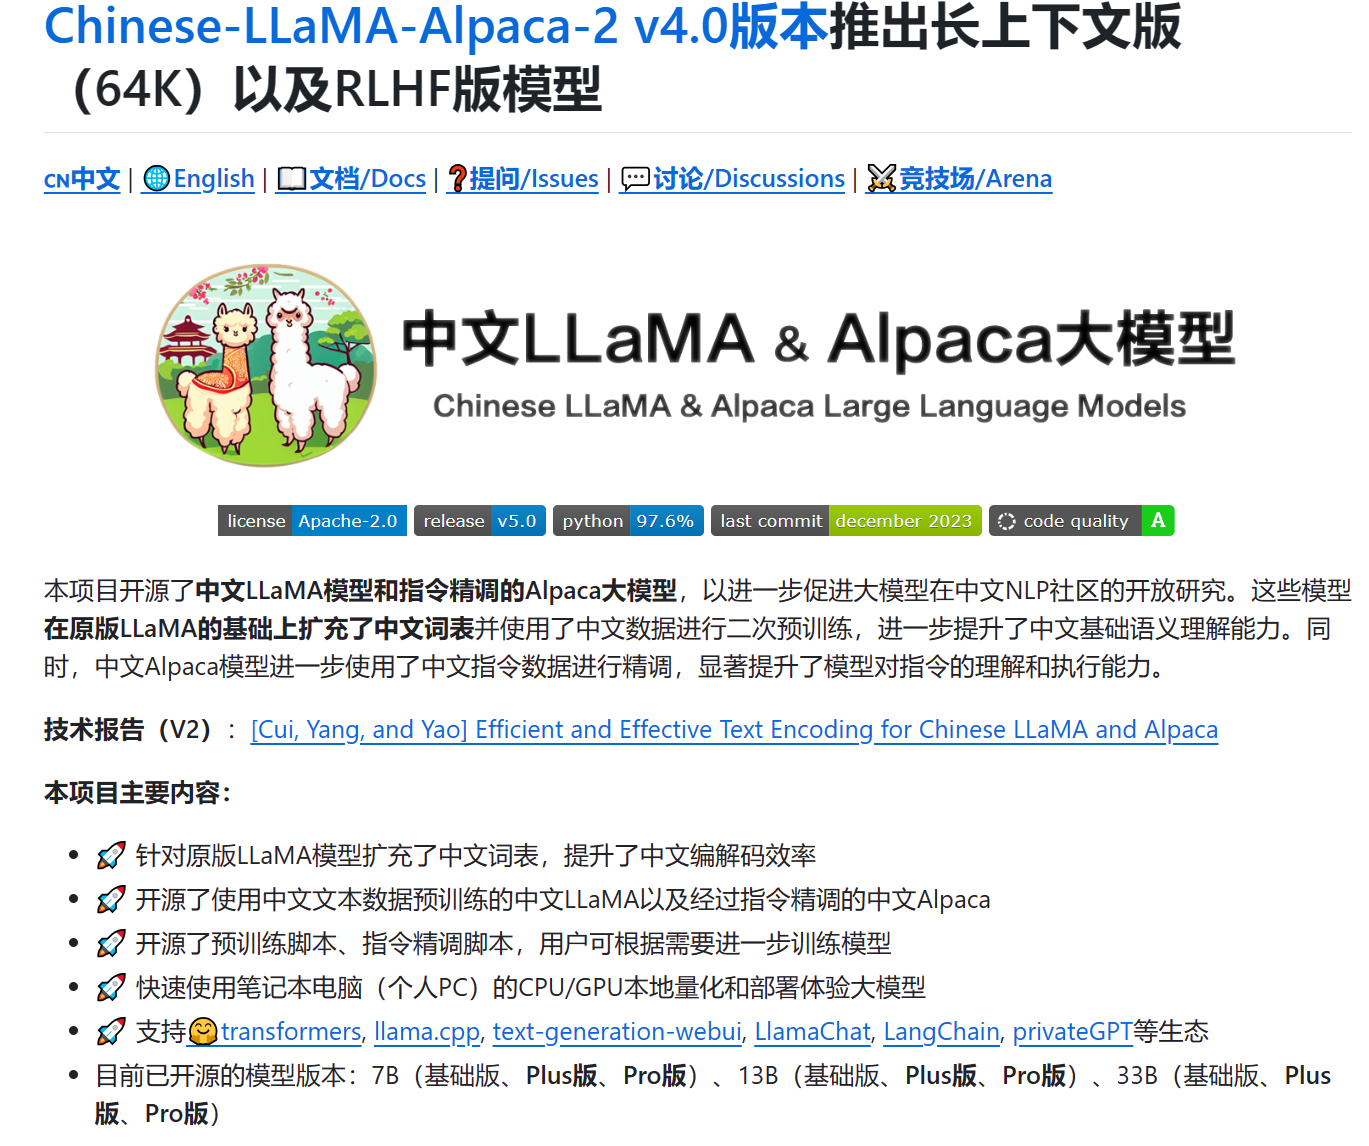 Chinese-LLaMA-Alpaca-2 v4.0版本推出长上下文版
（64K）以及RLHF版模型
CN中文 | 🌐English | 📖文档/Docs | ❓提问/Issues | 💬讨论/Discussions | ⚔️竞技场/Arena
中文LLaMA & Alpaca大模型
Chinese LLaMA & Alpaca Large Language Models
license Apache-2.0 release v5.0 python 97.6% last commit december 2023 code quality A
本项目开源了中文LLaMA模型和指令精调的Alpaca大模型，以进一步促进大模型在中文NLP社区的开放研究。这些模型
在原版LLaMA的基础上扩充了中文词表并使用了中文数据进行二次预训练，进一步提升了中文基础语义理解能力。同
时，中文Alpaca模型进一步使用了中文指令数据进行精调，显著提升了模型对指令的理解和执行能力。
技术报告（V2）：[Cui, Yang, and Yao] Efficient and Effective Text Encoding for Chinese LLaMA and Alpaca
本项目主要内容：
• 🚀 针对原版LLaMA模型扩充了中文词表，提升了中文编解码效率
• 🚀 开源了使用中文文本数据预训练的中文LLaMA以及经过指令精调的中文Alpaca
• 🚀 开源了预训练脚本、指令精调脚本，用户可根据需要进一步训练模型
• 🚀 快速使用笔记本电脑（个人PC）的CPU/GPU本地量化和部署体验大模型
• 🚀 支持🤗transformers, llama.cpp, text-generation-webui, LlamaChat, LangChain, privateGPT等生态
• 目前已开源的模型版本：7B（基础版、Plus版、Pro版）、13B（基础版、Plus版、Pro版）、33B（基础版、Plus
版、Pro版）